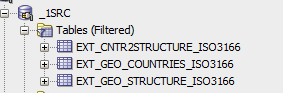 _1SRC
Tables (Filtered)
EXT_CNTR2STRUCTURE_ISO3166
EXT_GEO_COUNTRIES_ISO3166
EXT_GEO_STRUCTURE_ISO3166